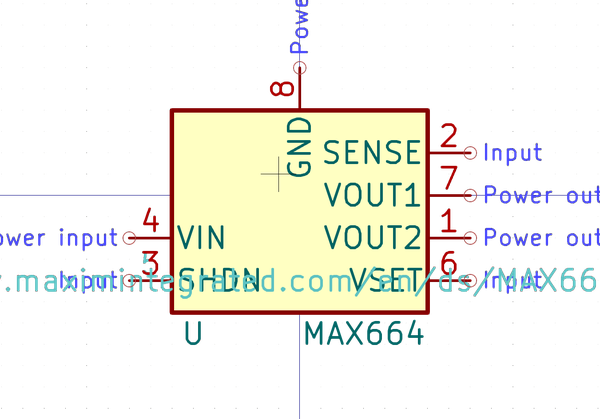 Powe
8
GND
SENSE 2 Input
VOUT1 7 Power out
ower input 4 VIN VOUT2 1 Power out
Input 3 SHDN VSET 6 Input
.maximintegrated.com/en/ds/MAX66
U MAX664